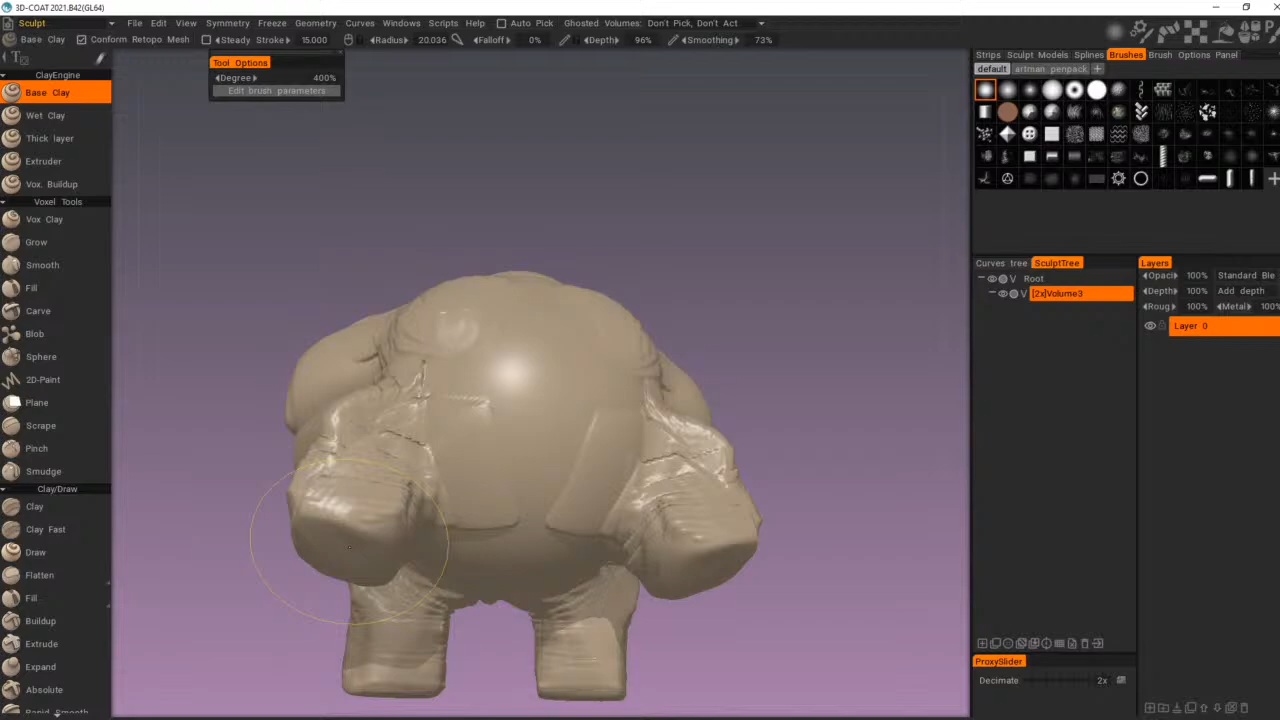 3D-COAT 2021.B42(GL64)
Sculpt File Edit View Symmetry Freeze Geometry Curves Windows Scripts Help Auto Pick Ghosted Volumes: Don't Pick, Don't Act
Base Clay Conform Retopo Mesh Steady Stroke 15.000 Radius 20.036 Falloff 0% Depth 96% Smoothing 73%
Tool Options
Degree 400%
Edit brush parameters
ClayEngine
Base Clay
Wet Clay
Thick layer
Extruder
Vox. Buildup
Voxel Tools
Vox Clay
Grow
Smooth
Fill
Carve
Blob
Sphere
2D-Paint
Plane
Scrape
Pinch
Smudge
Clay/Draw
Clay
Clay Fast
Draw
Flatten
Fill
Buildup
Extrude
Expand
Absolute
Rapid Smooth
Strips Sculpt Models Splines Brushes Brush Options Panel
default artman penpack +
Curves tree SculptTree
V Root
V [2x]Volume3
ProxySlider
Decimate 2x
Layers
Opaci 100% Standard Ble
Depth 100% Add depth
Roug 100% Metal 100%
Layer 0